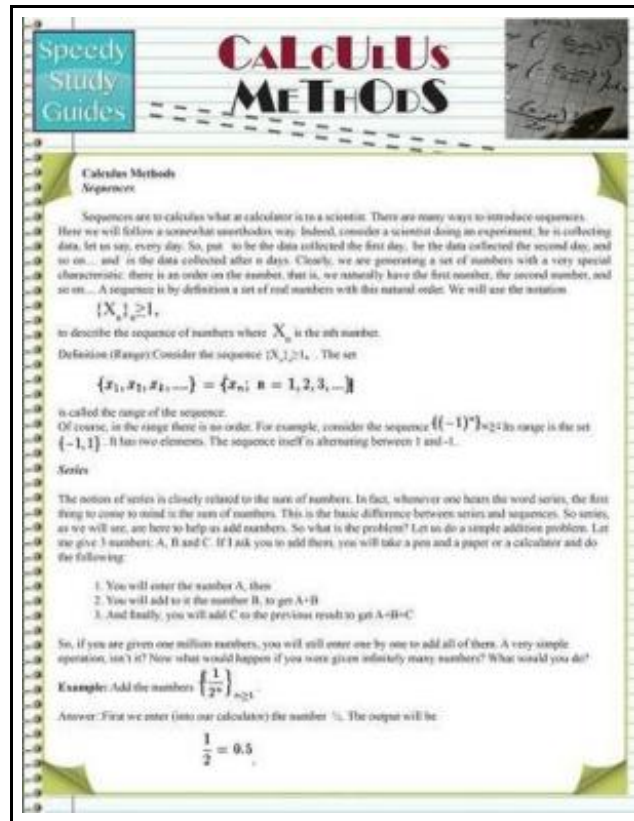 Speedy
Study
Guides
CALCULUS
METHODS
Calculus Methods
Sequences
Sequences are to calculus what at calculator is to a scientist. There are many ways to introduce sequences.
Here we will follow a somewhat unorthodox way. Indeed, consider a scientist doing an experiment; he is collecting
data, let us say, every day. So, put to be the data collected the first day, be the data collected the second day, and
so on... and is the data collected after n days. Clearly, we are generating a set of numbers with a very special
characteristic: there is an order on the number, that is, we naturally have the first number, the second number, and
so on... A sequence is by definition a set of real numbers with this natural order. We will use the notation
{Xₙ}ₙ≥1,
to describe the sequence of numbers where Xₙ is the nth number.
Definition (Range):Consider the sequence {Xₙ}ₙ≥1, . The set
{x₁, x₂, x₃, ...} = {xₙ; n = 1, 2, 3, ...}
is called the range of the sequence.
Of course, in the range there is no order. For example, consider the sequence {(−1)ⁿ}ₙ≥1 Its range is the set
{−1, 1} . It has two elements. The sequence itself is alternating between 1 and -1.
Series
The notion of series is closely related to the sum of numbers. In fact, whenever one hears the word series, the first
thing to come to mind is the sum of numbers. This is the basic difference between series and sequences. So series,
as we will see, are here to help us add numbers. So what is the problem? Let us do a simple addition problem. Let
me give 3 numbers: A, B and C. If I ask you to add them, you will take a pen and a paper or a calculator and do
the following:
1. You will enter the number A, then
2. You will add to it the number B, to get A+B
3. And finally, you will add C to the previous result to get A+B+C
So, if you are given one million numbers, you will still enter one by one to add all of them. A very simple
operation, isn't it? Now what would happen if you were given infinitely many numbers? What would you do?
Example: Add the numbers {1/2ⁿ}ₙ≥1 .
Answer: First we enter (into our calculator) the number ½. The output will be
1/2 = 0.5